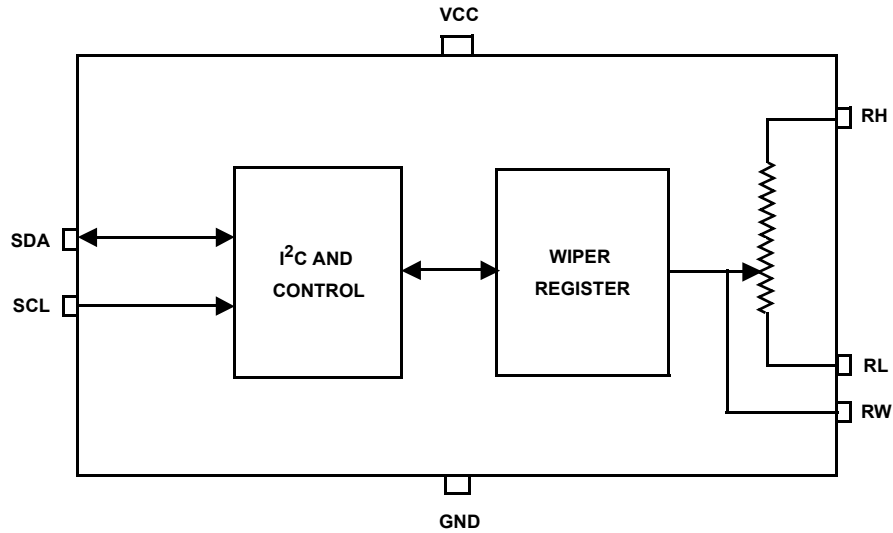 VCC
RH
SDA
I²C AND
CONTROL
WIPER
REGISTER
SCL
RL
RW
GND